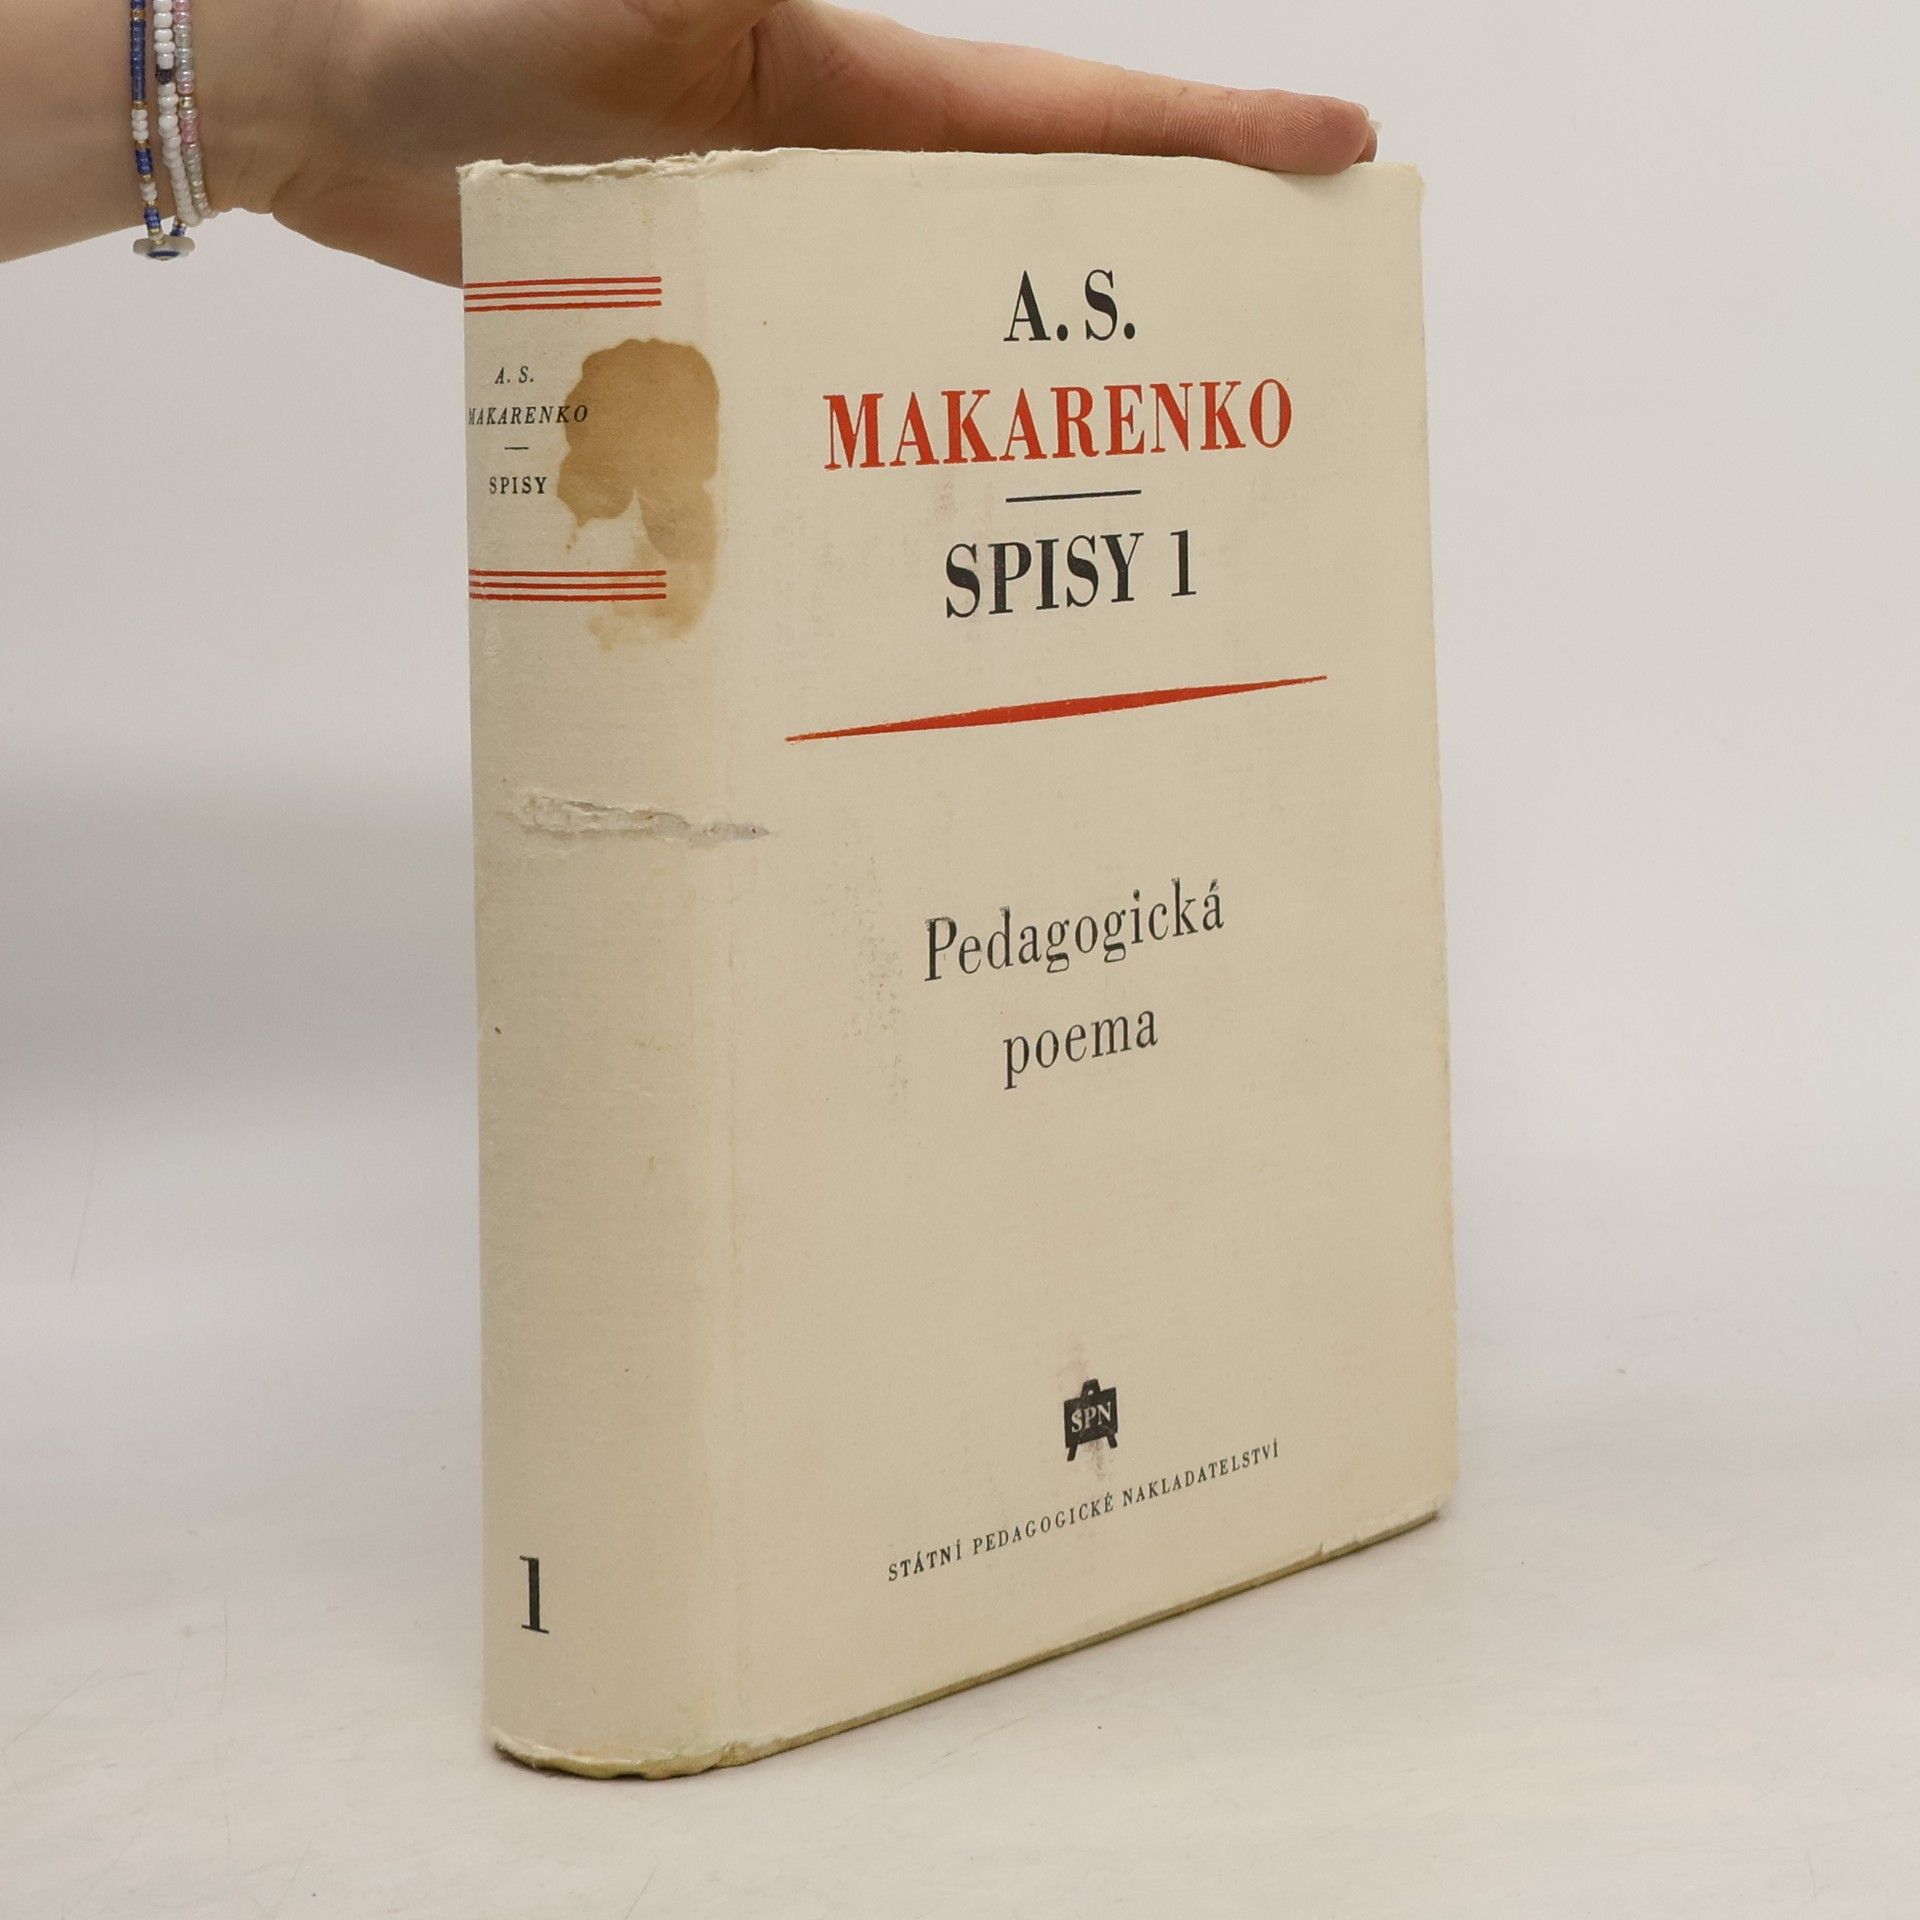 A. S.
MAKARENKO
SPISY
1
A. S.
MAKARENKO
SPISY 1
Pedagogická
poema
SPN
STÁTNÍ PEDAGOGICKÉ NAKLADATELSTVÍ